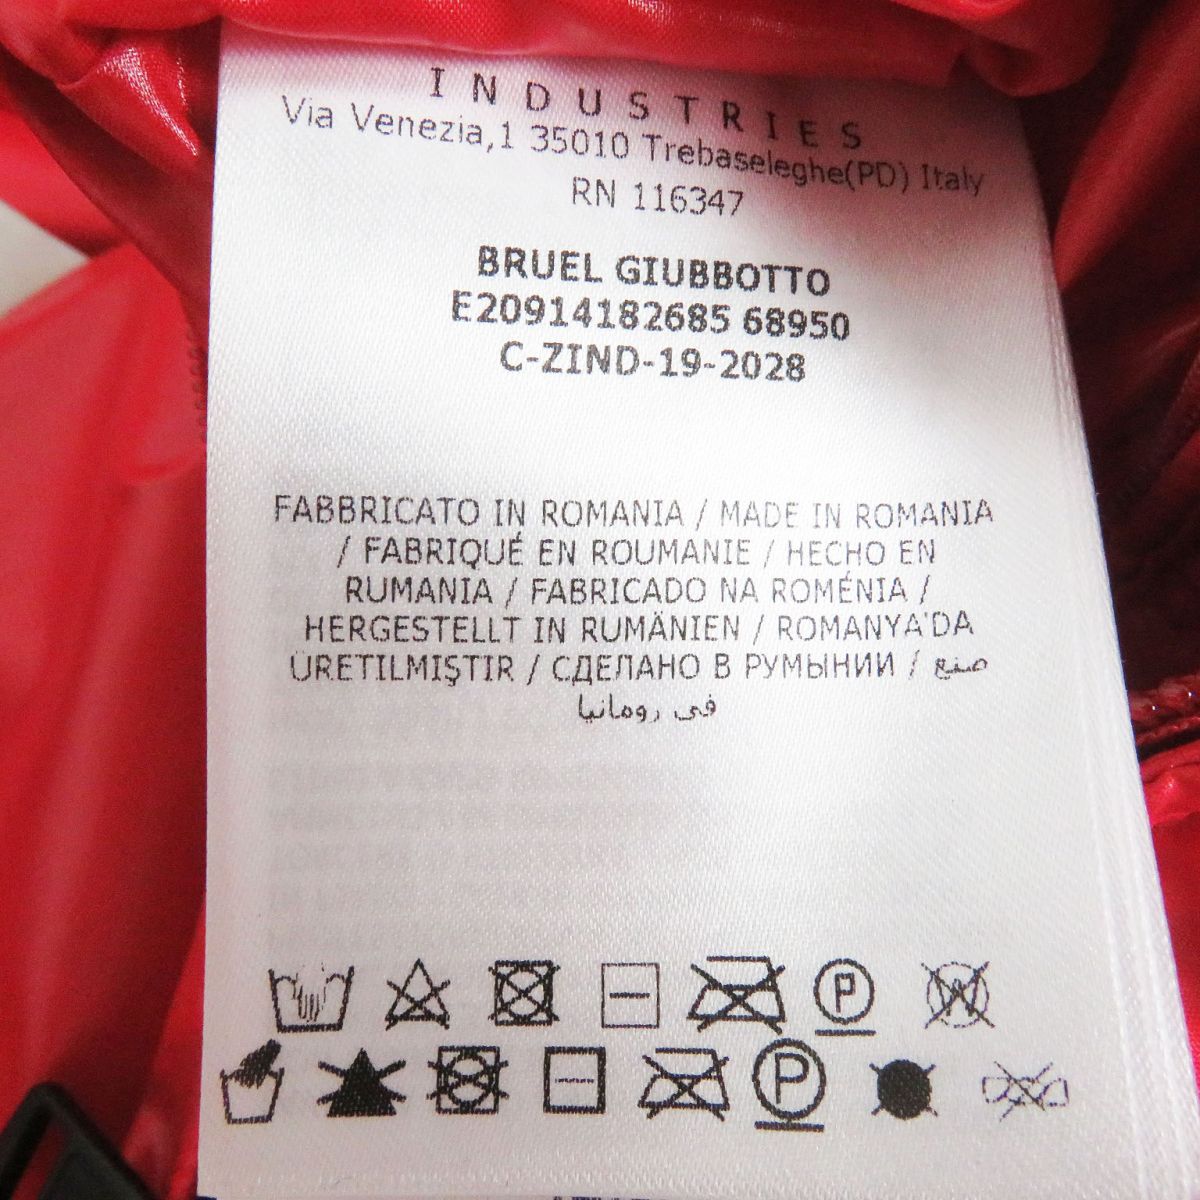 INDUSTRIES
Via Venezia,1 35010 Trebaseleghe(PD) Italy
RN 116347
BRUEL GIUBBOTTO
E20914182685 68950
C-ZIND-19-2028
FABBRICATO IN ROMANIA / MADE IN ROMANIA
/ FABRIQUÉ EN ROUMANIE / HECHO EN
RUMANIA / FABRICADO NA ROMÉNIA /
HERGESTELLT IN RUMÄNIEN / ROMANYA'DA
ÜRETILMIŞTIR / СДЕЛАНО В РУМЫНИИ / صنع
في رومانيا
P W
P